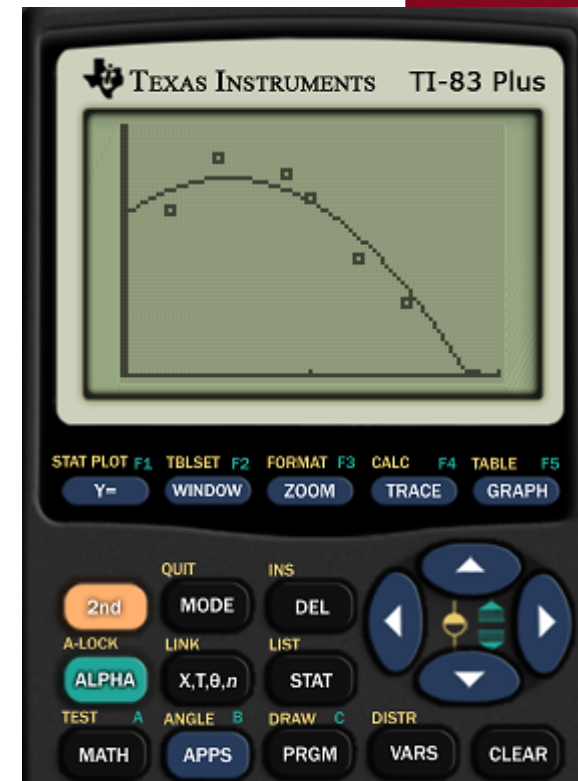 TEXAS INSTRUMENTS TI-83 Plus
STAT PLOT F1 TBLSET F2 FORMAT F3 CALC F4 TABLE F5
Y= WINDOW ZOOM TRACE GRAPH
QUIT INS
2nd MODE DEL
A-LOCK LINK LIST
ALPHA X,T,θ,n STAT
TEST A ANGLE B DRAW C DISTR
MATH APPS PRGM VARS CLEAR